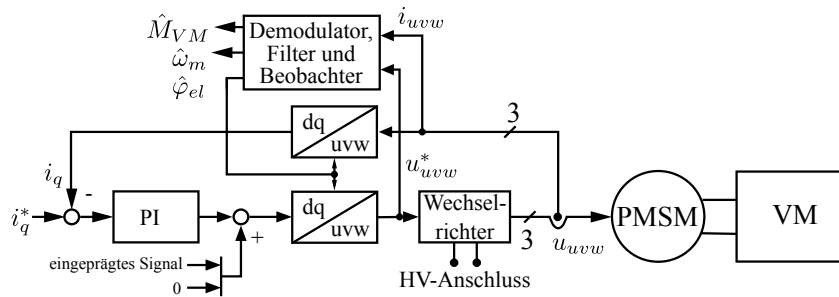 M̂_VM
ω̂_m
φ̂_el
Demodulator,
Filter und
Beobachter
i_uvw
dq
uvw
3
i_q
u*_uvw
-
i*_q
PI
+
dq
uvw
Wechsel-
richter
3
u_uvw
PMSM
VM
eingeprägtes Signal
0
HV-Anschluss